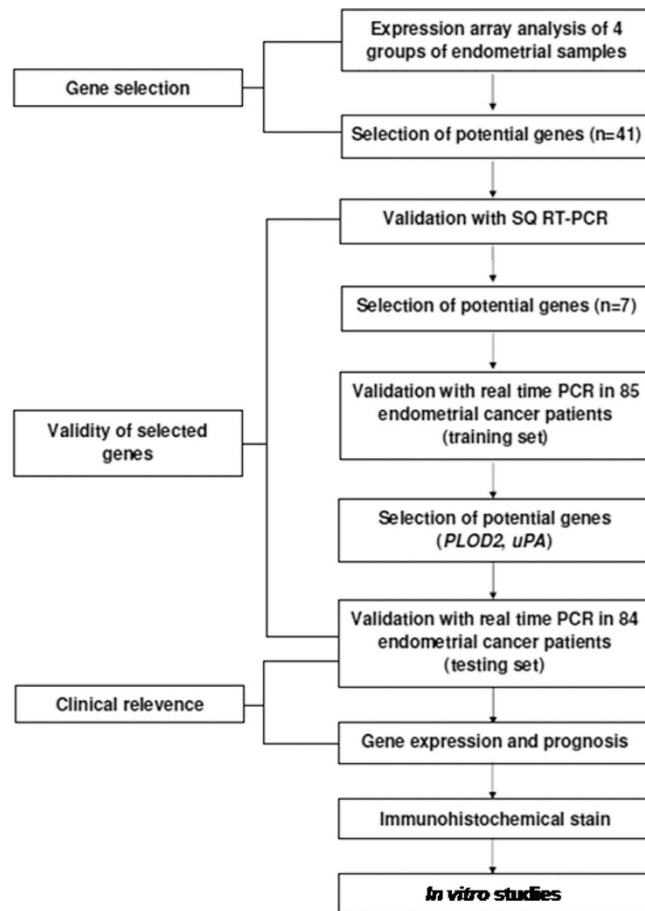 Expression array analysis of 4
groups of endometrial samples
Gene selection
Selection of potential genes (n=41)
Validation with SQ RT-PCR
Selection of potential genes (n=7)
Validation with real time PCR in 85
endometrial cancer patients
(training set)
Validity of selected
genes
Selection of potential genes
(PLOD2, uPA)
Validation with real time PCR in 84
endometrial cancer patients
(testing set)
Clinical relevence
Gene expression and prognosis
Immunohistochemical stain
In vitro studies